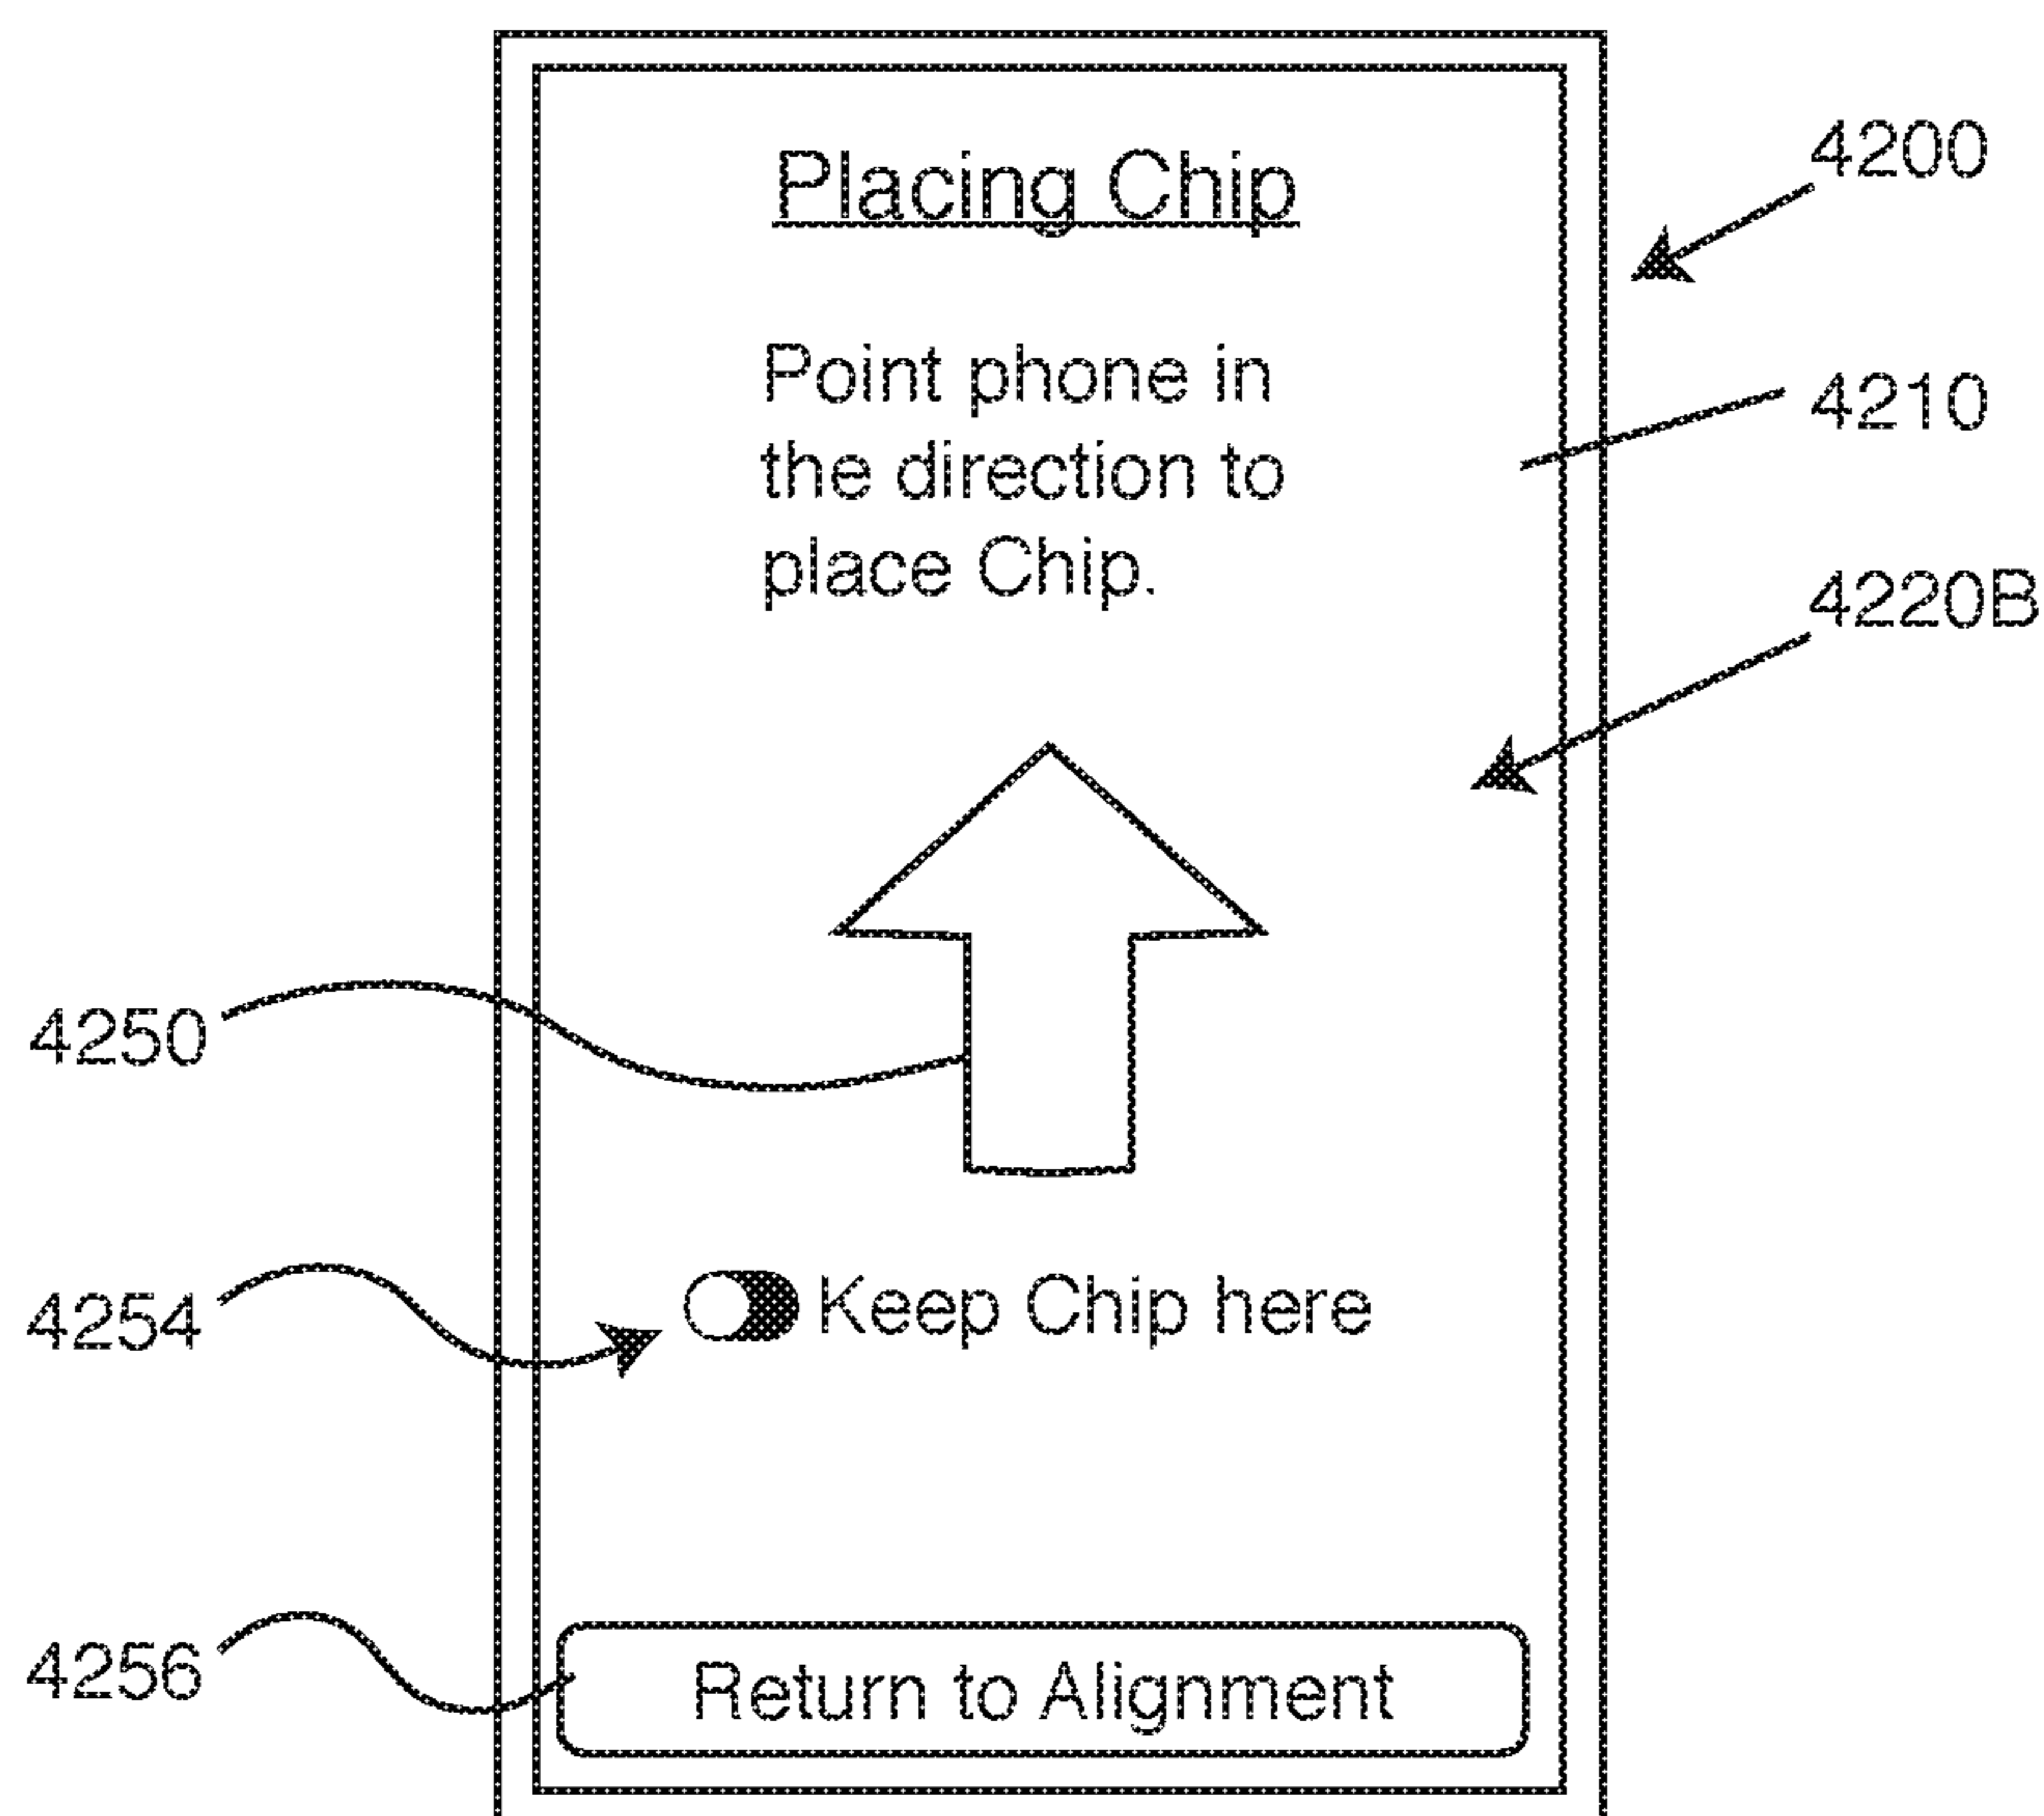 Placing Chip
4200
Point phone in
4210
the direction to
place Chip.
4220B
4250
4254
Keep Chip here
4256
Return to Alignment